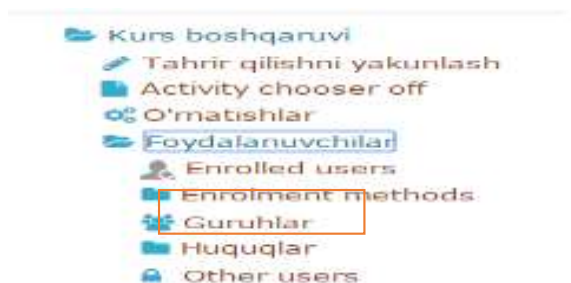 Kurs boshqaruvi
Tahrir qilishni yakunlash
Activity chooser off
O'rnatishlar
Foydalanuvchilar
Enrolled users
Enrolment methods
Guruhlar
Huquqlar
Other users